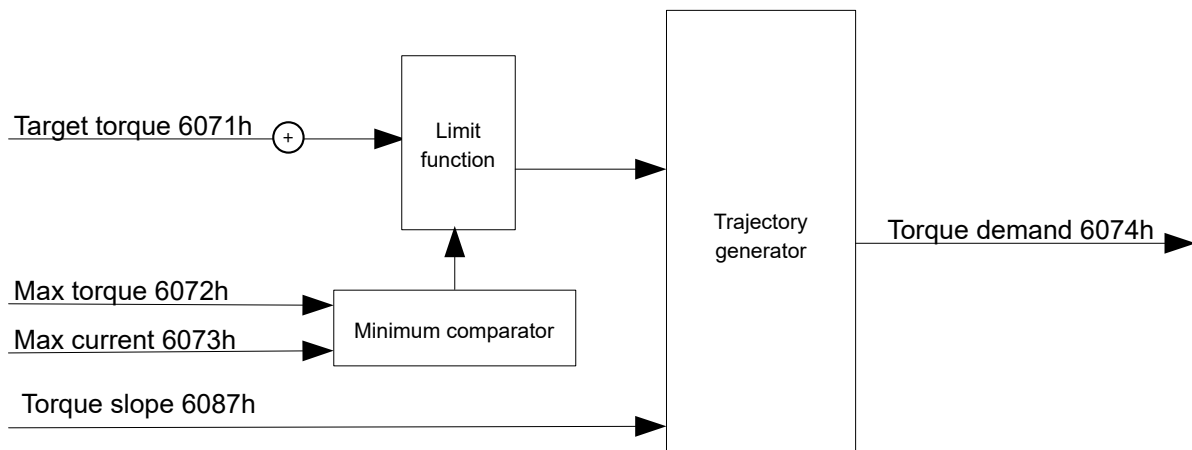 Target torque 6071h
+
Limit
function
Trajectory
generator
Torque demand 6074h
Max torque 6072h
Max current 6073h
Minimum comparator
Torque slope 6087h